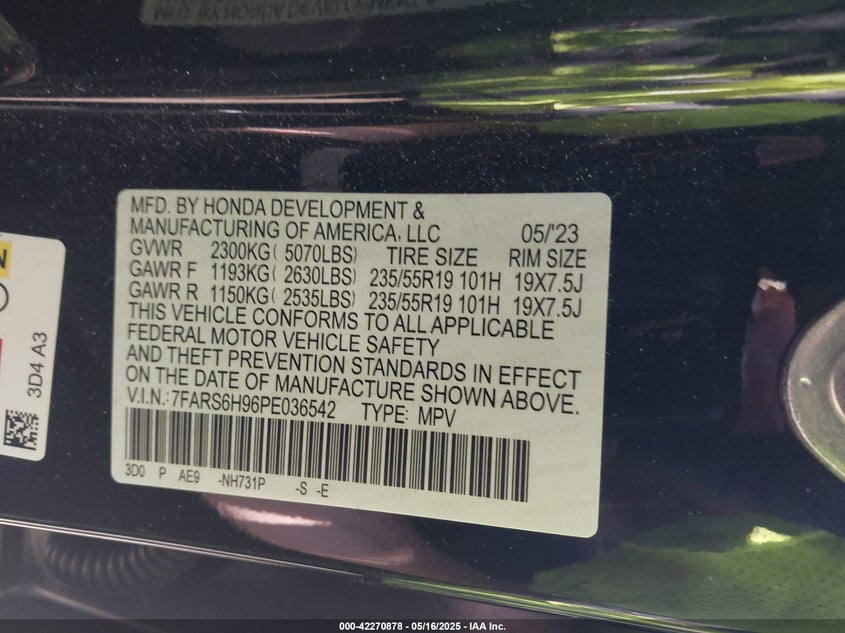 MFD. BY HONDA DEVELOPMENT &
MANUFACTURING OF AMERICA, LLC 05/'23
GVWR 2300KG( 5070LBS) TIRE SIZE RIM SIZE
GAWR F 1193KG( 2630LBS) 235/55R19 101H 19X7.5J
GAWR R 1150KG( 2535LBS) 235/55R19 101H 19X7.5J
THIS VEHICLE CONFORMS TO ALL APPLICABLE
FEDERAL MOTOR VEHICLE SAFETY
AND THEFT PREVENTION STANDARDS IN EFFECT
ON THE DATE OF MANUFACTURE SHOWN ABOVE.
V.I.N.:7FARS6H96PE036542 TYPE: MPV
3D0 P AE9 -NH731P -S -E
N
3D4 A3
000-42270878 - 05/16/2025 - IAA Inc.